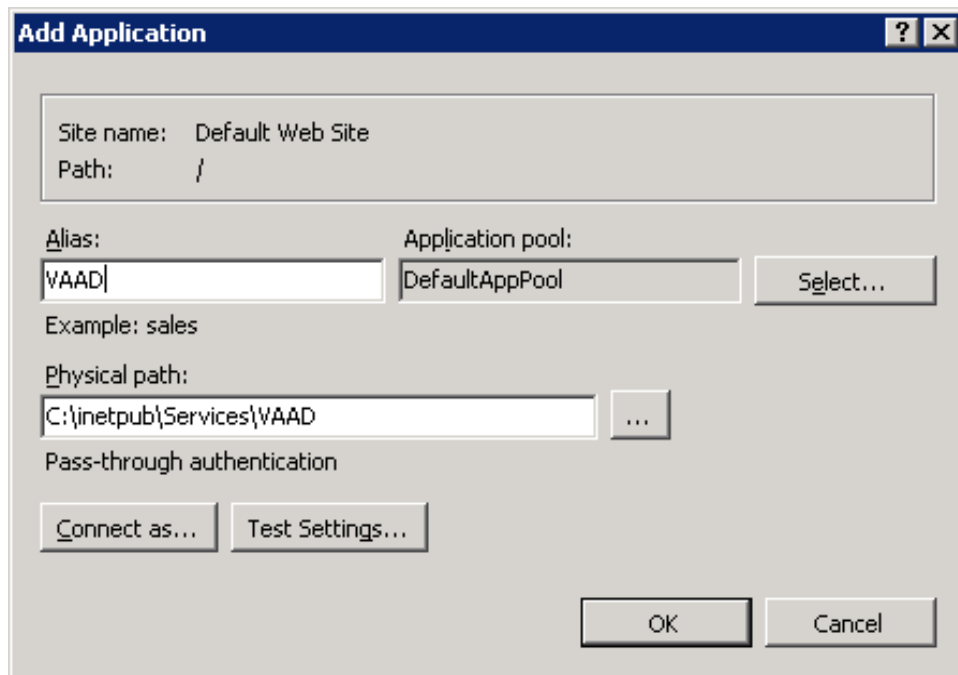 Add Application
Site name: Default Web Site
Path: /
Alias: Application pool:
VAAD DefaultAppPool Select...
Example: sales
Physical path:
C:\inetpub\Services\VAAD ...
Pass-through authentication
Connect as... Test Settings...
OK Cancel